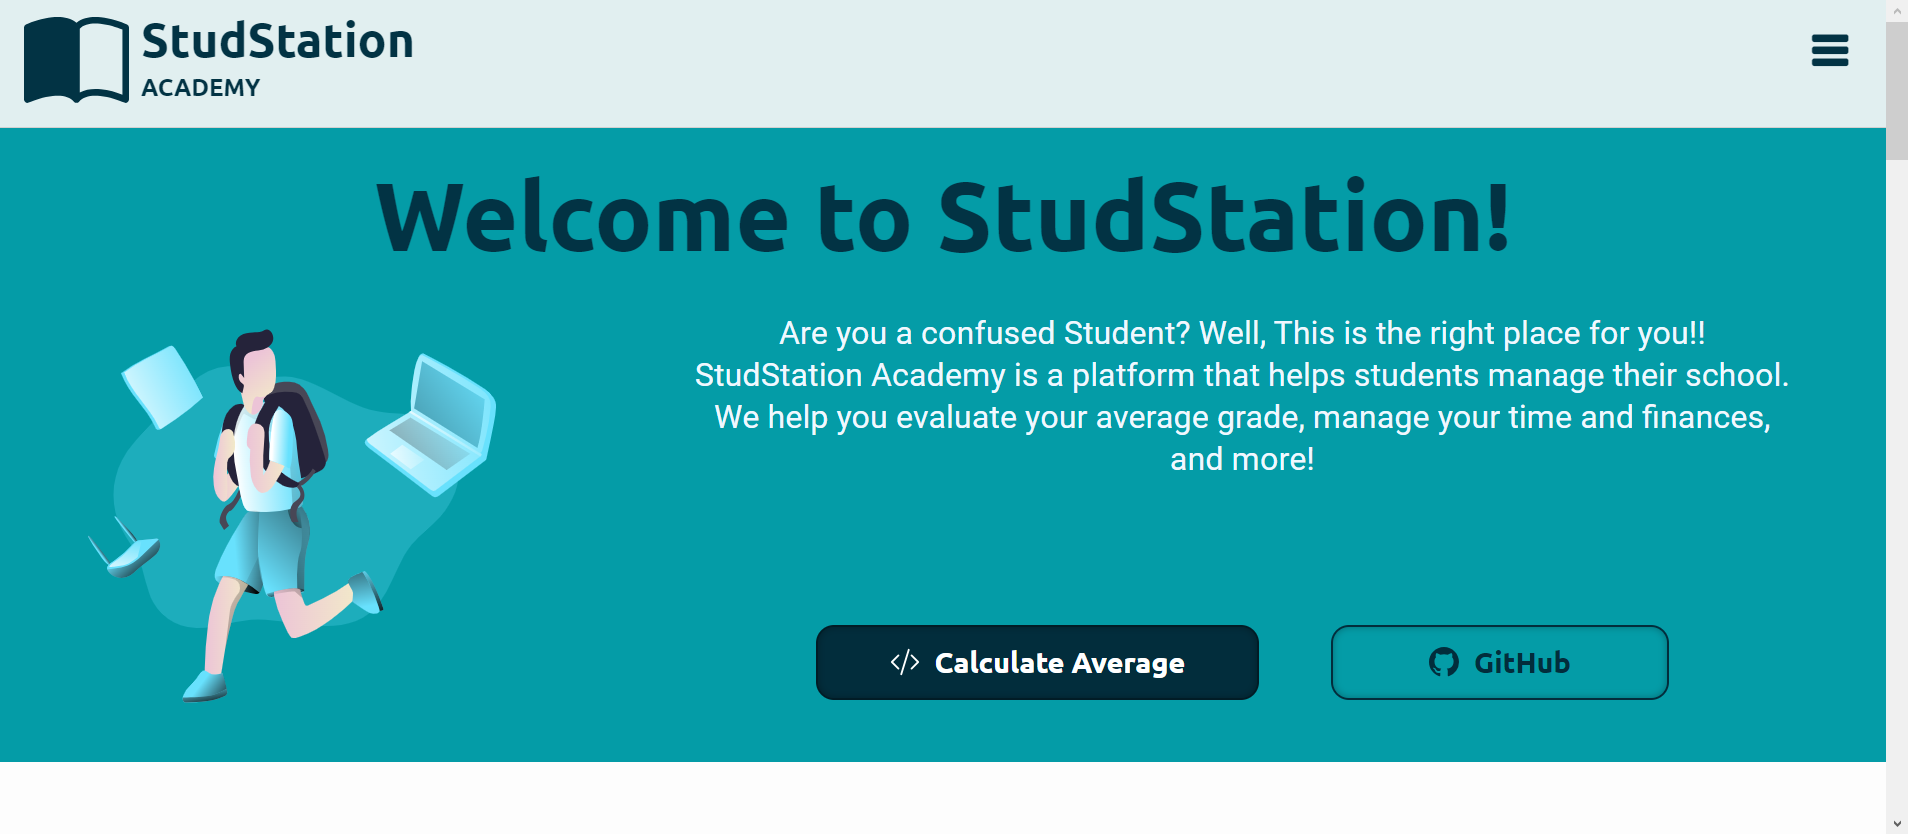 StudStation
ACADEMY
Welcome to StudStation!
Are you a confused Student? Well, This is the right place for you!!
StudStation Academy is a platform that helps students manage their school.
We help you evaluate your average grade, manage your time and finances,
and more!
Calculate Average
GitHub